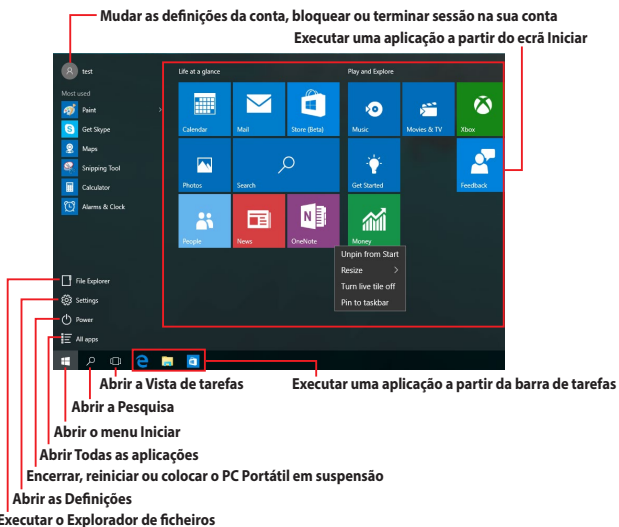 Mudar as definições da conta, bloquear ou terminar sessão na sua conta
Executar uma aplicação a partir do ecrã Iniciar
test
Life at a glance
Play and Explore
Most used
Paint
Get Skype
Maps
Snipping Tool
Calculator
Alarms & Clock
Calendar
Mail
Store (Beta)
Music
Movies & TV
Xbox
Photos
Search
Get Started
Feedback
People
News
OneNote
Money
Unpin from Start
Resize
Turn live tile off
Pin to taskbar
File Explorer
Settings
Power
All apps
Abrir a Vista de tarefas
Executar uma aplicação a partir da barra de tarefas
Abrir a Pesquisa
Abrir o menu Iniciar
Abrir Todas as aplicações
Encerrar, reiniciar ou colocar o PC Portátil em suspensão
Abrir as Definições
Executar o Explorador de ficheiros